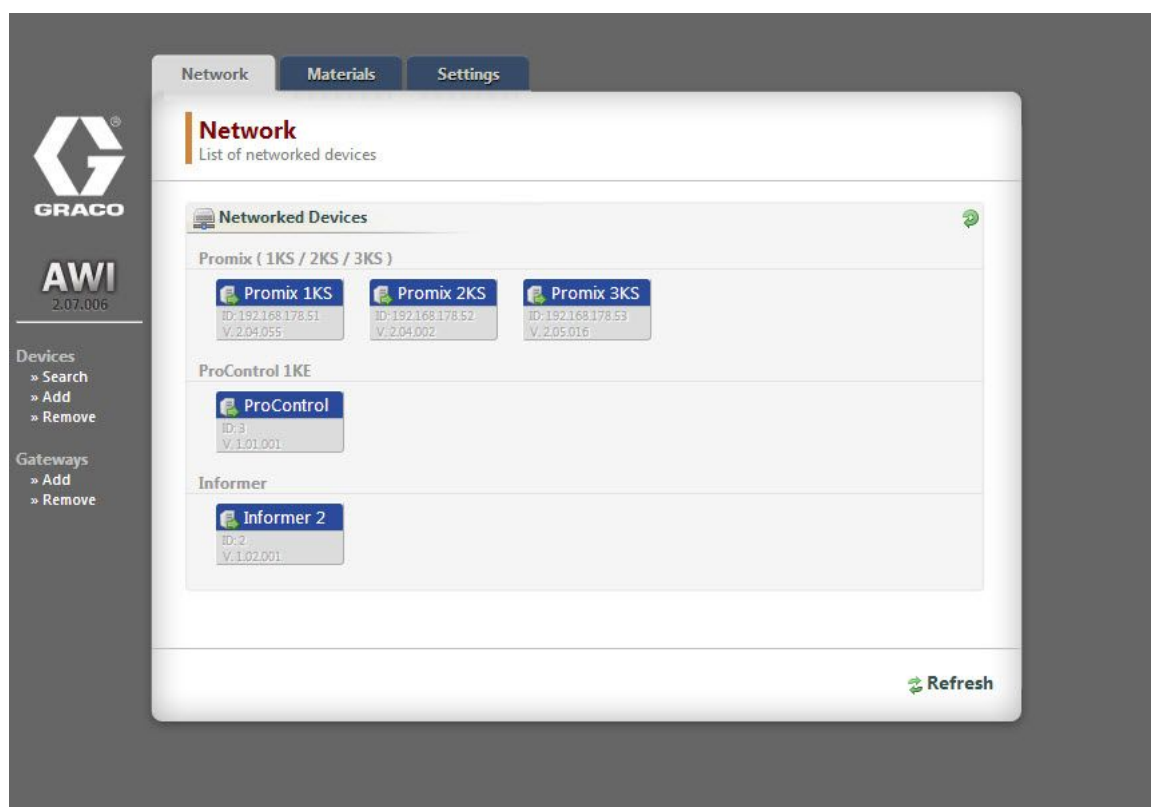 Network Materials Settings
GRACO
®
AWI
2.07.006
Devices
» Search
» Add
» Remove
Gateways
» Add
» Remove
Network
List of networked devices
Networked Devices
Promix ( 1KS / 2KS / 3KS )
Promix 1KS
ID: 192.168.178.51
V. 2.04.055
Promix 2KS
ID: 192.168.178.52
V. 2.04.002
Promix 3KS
ID: 192.168.178.53
V. 2.05.016
ProControl 1KE
ProControl
ID: 3
V. 1.01.001
Informer
Informer 2
ID: 2
V. 1.02.001
Refresh